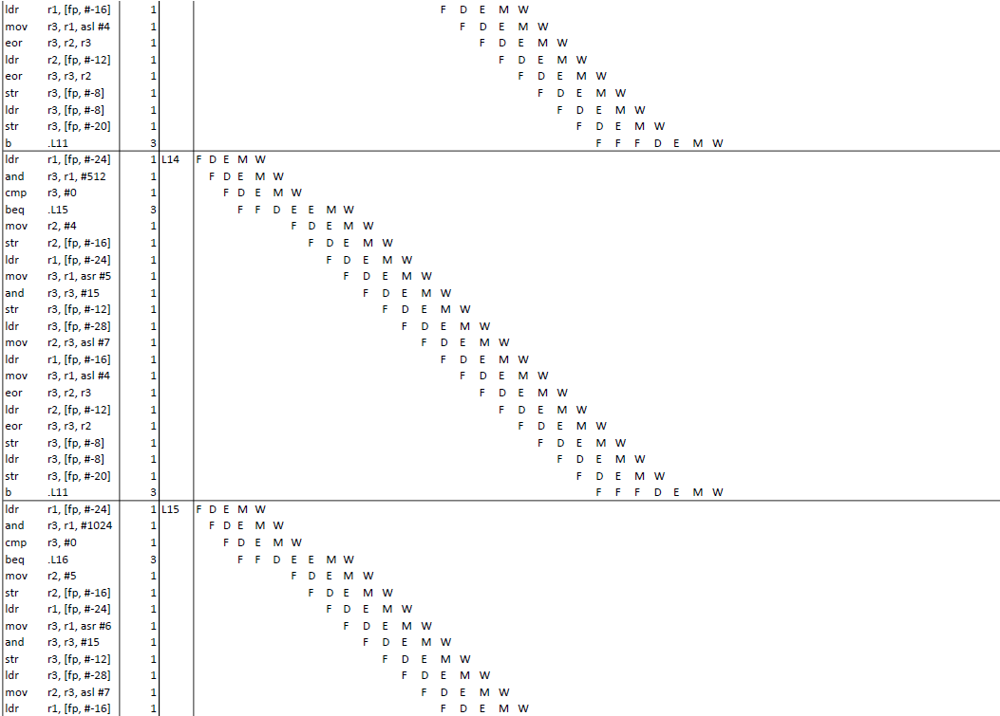 ldr r1, [fp, #-16] 1 F D E M W
mov r3, r1, asl #4 1 F D E M W
eor r3, r2, r3 1 F D E M W
ldr r2, [fp, #-12] 1 F D E M W
eor r3, r3, r2 1 F D E M W
str r3, [fp, #-8] 1 F D E M W
ldr r3, [fp, #-8] 1 F D E M W
str r3, [fp, #-20] 1 F D E M W
b .L11 3 F F F D E M W
ldr r1, [fp, #-24] 1 L14 F D E M W
and r3, r1, #512 1 F D E M W
cmp r3, #0 1 F D E M W
beq .L15 3 F F D E E M W
mov r2, #4 1 F D E M W
str r2, [fp, #-16] 1 F D E M W
ldr r1, [fp, #-24] 1 F D E M W
mov r3, r1, asr #5 1 F D E M W
and r3, r3, #15 1 F D E M W
str r3, [fp, #-12] 1 F D E M W
ldr r3, [fp, #-28] 1 F D E M W
mov r2, r3, asl #7 1 F D E M W
ldr r1, [fp, #-16] 1 F D E M W
mov r3, r1, asl #4 1 F D E M W
eor r3, r2, r3 1 F D E M W
ldr r2, [fp, #-12] 1 F D E M W
eor r3, r3, r2 1 F D E M W
str r3, [fp, #-8] 1 F D E M W
ldr r3, [fp, #-8] 1 F D E M W
str r3, [fp, #-20] 1 F D E M W
b .L11 3 F F F D E M W
ldr r1, [fp, #-24] 1 L15 F D E M W
and r3, r1, #1024 1 F D E M W
cmp r3, #0 1 F D E M W
beq .L16 3 F F D E E M W
mov r2, #5 1 F D E M W
str r2, [fp, #-16] 1 F D E M W
ldr r1, [fp, #-24] 1 F D E M W
mov r3, r1, asr #6 1 F D E M W
and r3, r3, #15 1 F D E M W
str r3, [fp, #-12] 1 F D E M W
ldr r3, [fp, #-28] 1 F D E M W
mov r2, r3, asl #7 1 F D E M W
ldr r1, [fp, #-16] 1 F D E M W